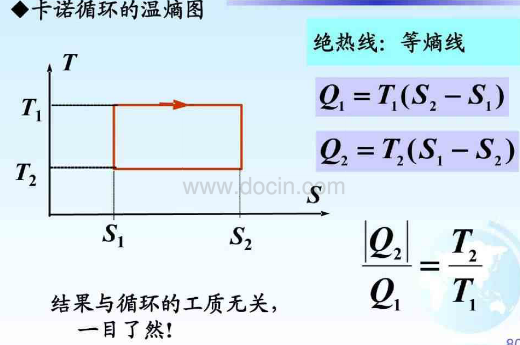 ◆卡诺循环的温熵图
绝热线：等熵线
T
T₁
T₂
S₁
S₂
S
Q₁ = T₁(S₂ − S₁)
Q₂ = T₂(S₁ − S₂)
|Q₂| / Q₁ = T₂ / T₁
www.docin.com
结果与循环的工质无关，
一目了然!
80